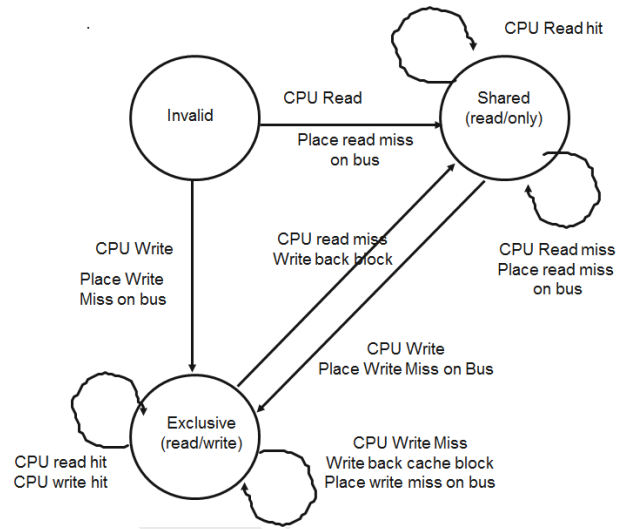 CPU Read hit
Invalid
CPU Read
Shared
(read/only)
Place read miss
on bus
CPU Write
Place Write
Miss on bus
CPU read miss
Write back block
CPU Read miss
Place read miss
on bus
CPU Write
Place Write Miss on Bus
Exclusive
(read/write)
CPU read hit
CPU write hit
CPU Write Miss
Write back cache block
Place write miss on bus